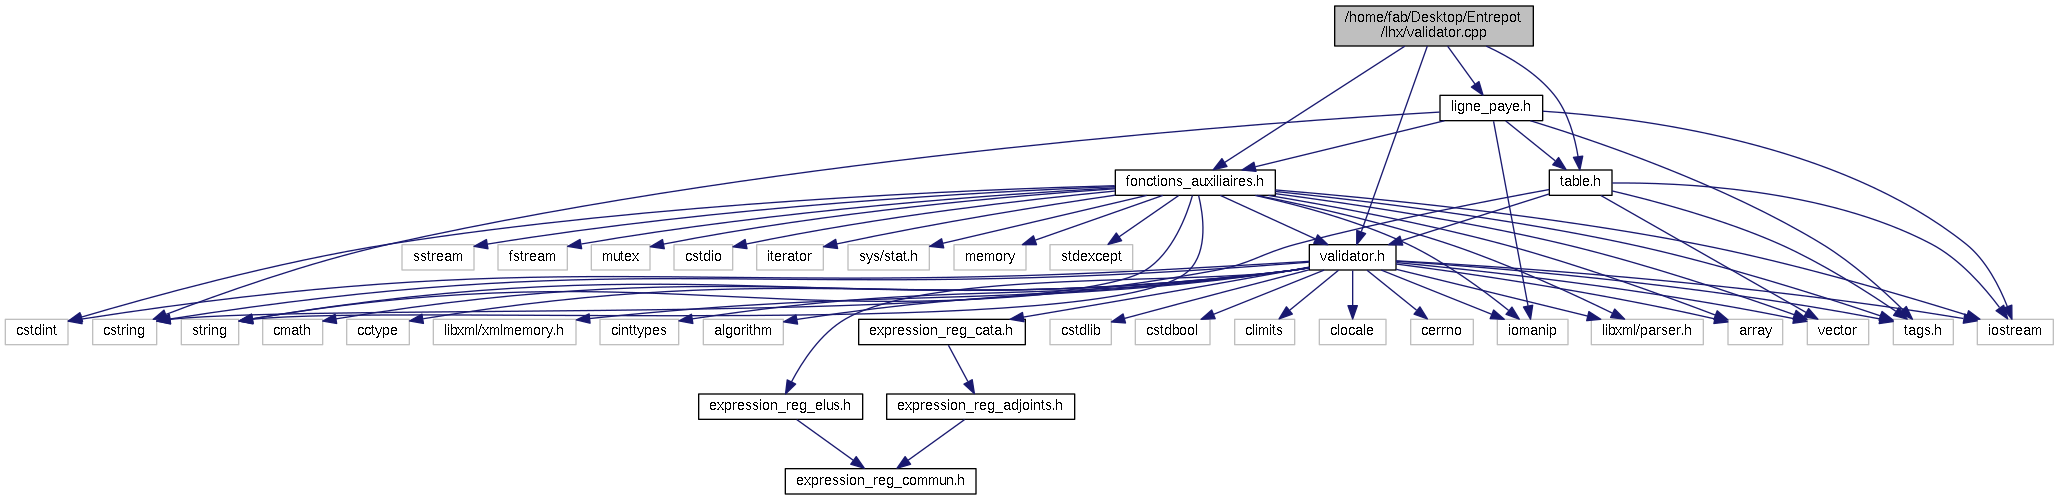 /home/fab/Desktop/Entrepot
/lhx/validator.cpp
ligne_paye.h
fonctions_auxiliaires.h
table.h
sstream
fstream
mutex
cstdio
iterator
sys/stat.h
memory
stdexcept
validator.h
cstdint
cstring
string
cmath
cctype
libxml/xmlmemory.h
cinttypes
algorithm
expression_reg_cata.h
cstdlib
cstdbool
climits
clocale
cerrno
iomanip
libxml/parser.h
array
vector
tags.h
iostream
expression_reg_elus.h
expression_reg_adjoints.h
expression_reg_commun.h